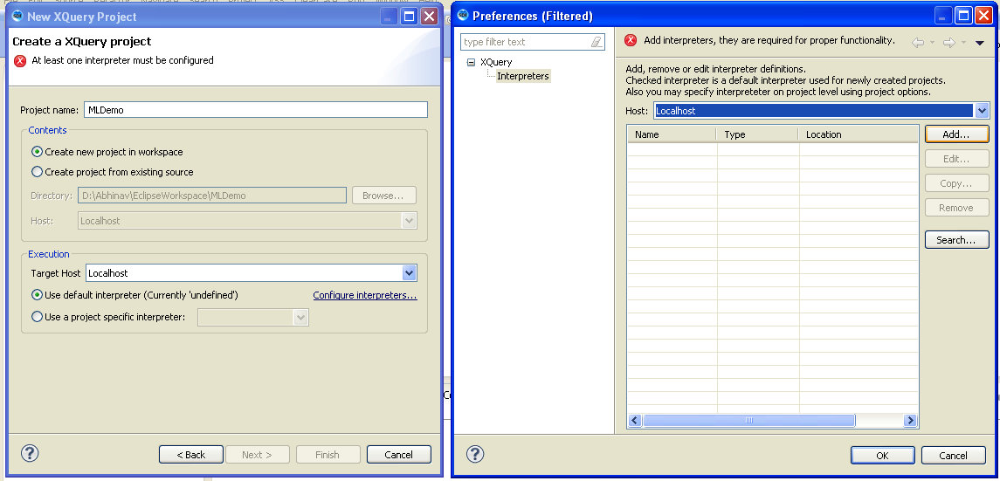 New XQuery Project
Create a XQuery project
At least one interpreter must be configured
Project name: MLDemo
Contents
Create new project in workspace
Create project from existing source
Directory: D:\Abhinav\EclipseWorkspace\MLDemo Browse...
Host: Localhost
Execution
Target Host Localhost
Use default interpreter (Currently 'undefined') Configure interpreters...
Use a project specific interpreter:
< Back Next > Finish Cancel
Preferences (Filtered)
type filter text
XQuery
Interpreters
Add interpreters, they are required for proper functionality.
Add, remove or edit interpreter definitions.
Checked interpreter is a default interpreter used for newly created projects.
Also you may specify interpreteter on project level using project options.
Host: Localhost
Name Type Location
Add...
Edit...
Copy...
Remove
Search...
OK Cancel